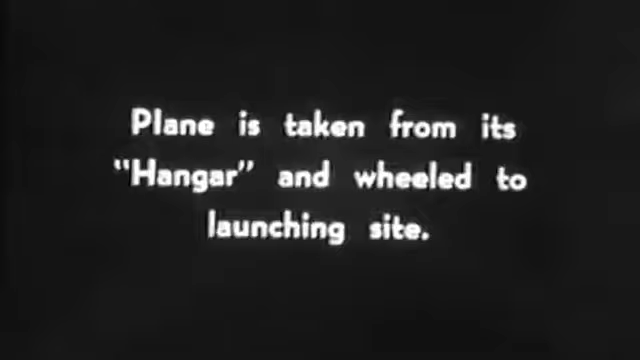 Plane is taken from its
"Hangar" and wheeled to
launching site.